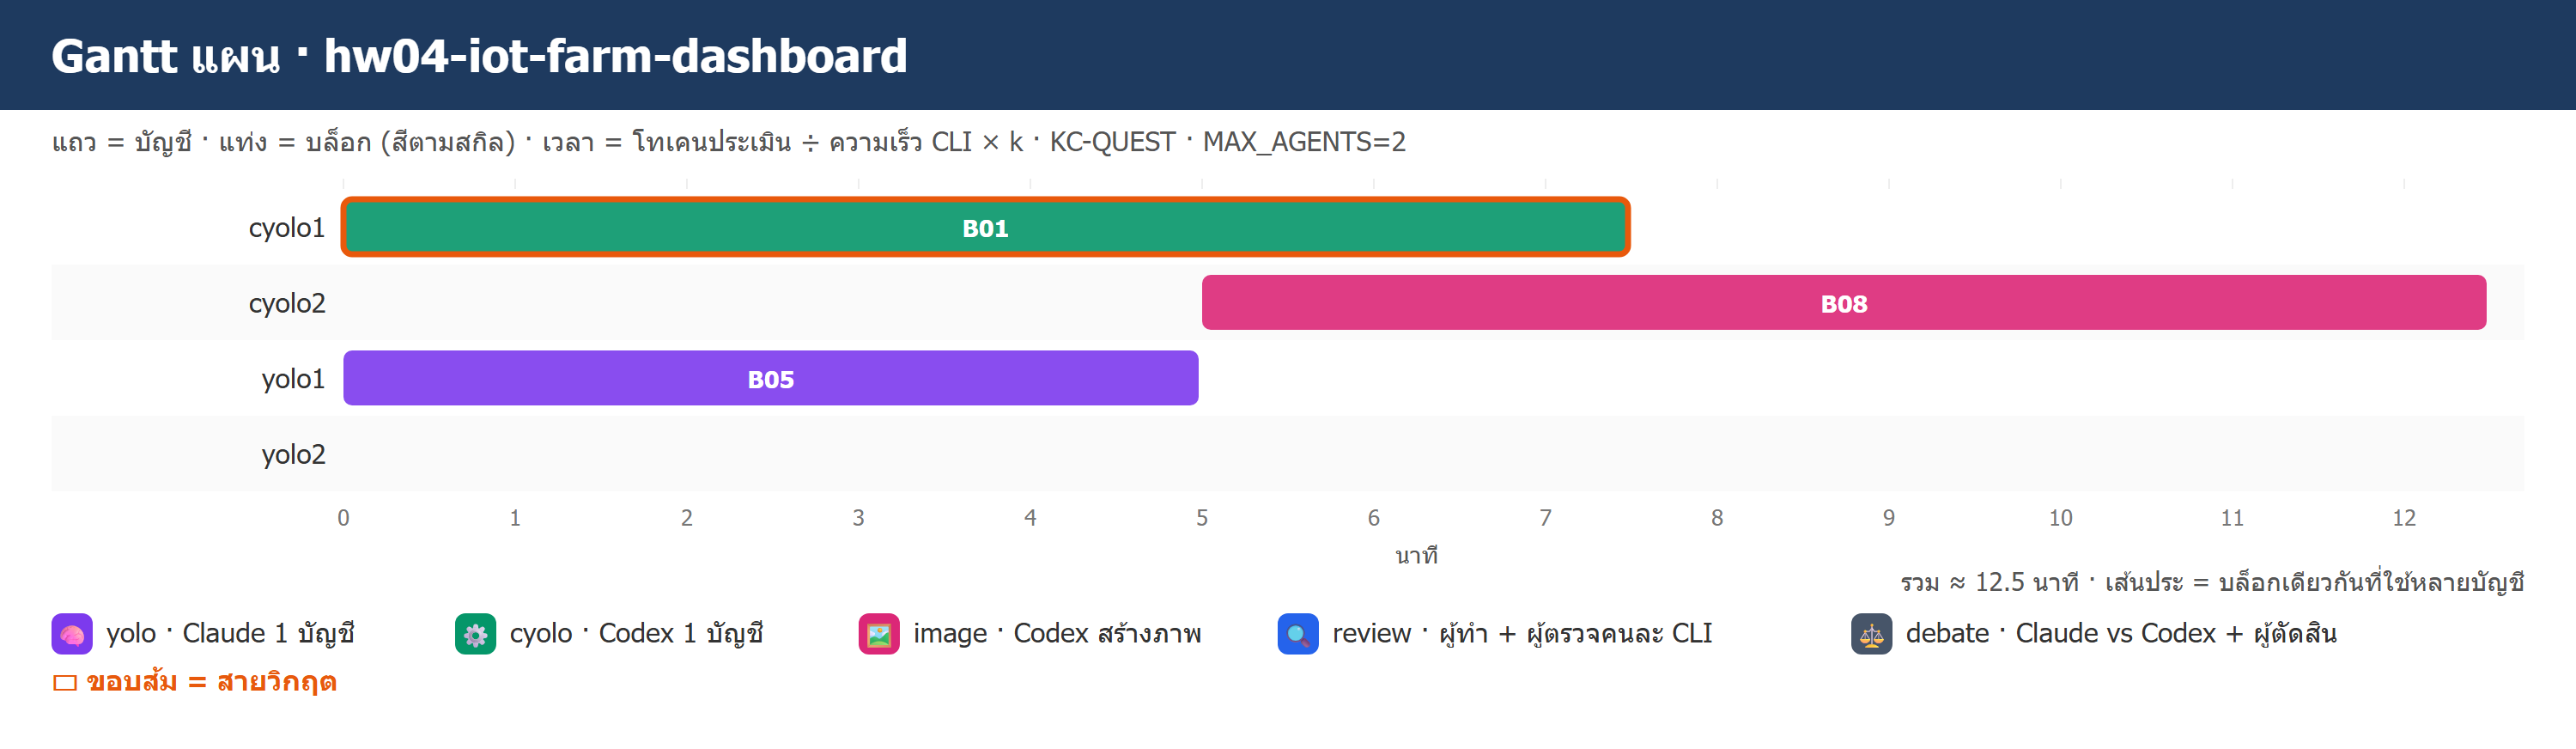 Gantt แผน · hw04-iot-farm-dashboard
แถว = บัญชี · แท่ง = บล็อก (สีตามสกิล) · เวลา = โทเคนประเมิน ÷ ความเร็ว CLI × k · KC-QUEST · MAX_AGENTS=2
cyolo1 B01
cyolo2 B08
yolo1 B05
yolo2
0 1 2 3 4 5 6 7 8 9 10 11 12
นาที
รวม ≈ 12.5 นาที · เส้นประ = บล็อกเดียวกันที่ใช้หลายบัญชี
yolo · Claude 1 บัญชี cyolo · Codex 1 บัญชี image · Codex สร้างภาพ review · ผู้ทำ + ผู้ตรวจคนละ CLI debate · Claude vs Codex + ผู้ตัดสิน
ขอบส้ม = สายวิกฤต